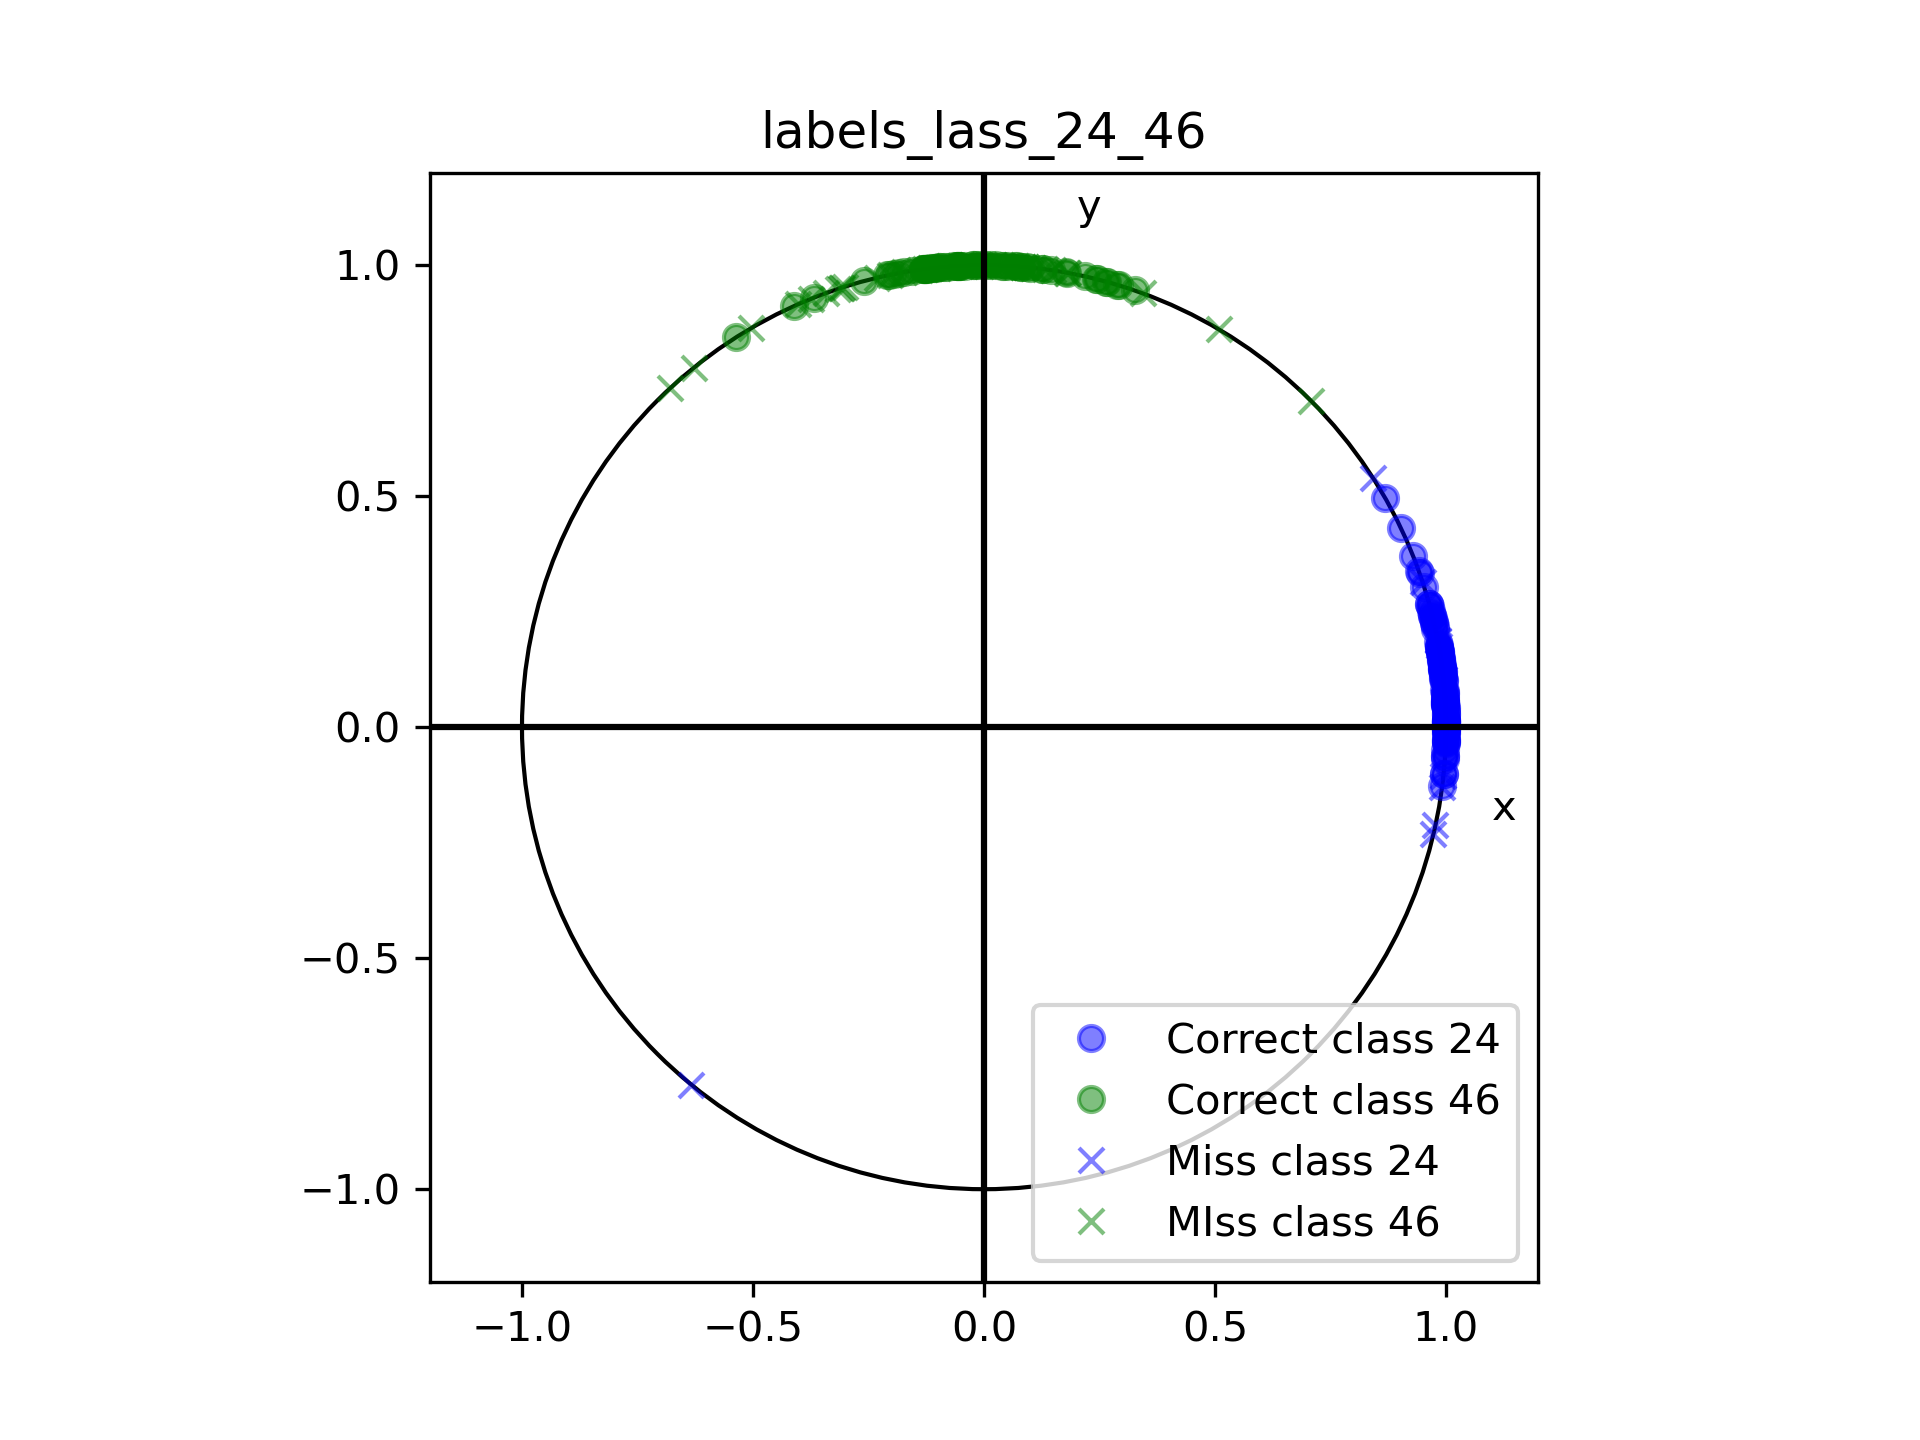 labels_lass_24_46
y
1.0
0.5
0.0
−0.5
−1.0
x
Correct class 24
Correct class 46
Miss class 24
MIss class 46
−1.0 −0.5 0.0 0.5 1.0